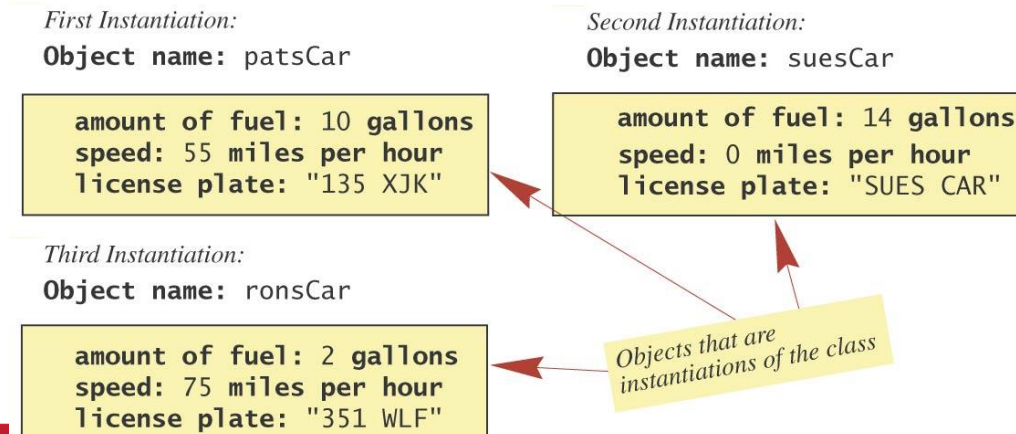 First Instantiation:
Object name: patsCar
amount of fuel: 10 gallons
speed: 55 miles per hour
license plate: "135 XJK"
Second Instantiation:
Object name: suesCar
amount of fuel: 14 gallons
speed: 0 miles per hour
license plate: "SUES CAR"
Third Instantiation:
Object name: ronsCar
amount of fuel: 2 gallons
speed: 75 miles per hour
license plate: "351 WLF"
Objects that are
instantiations of the class